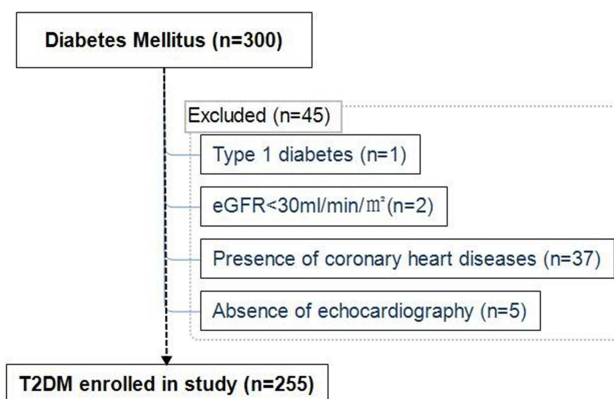 Diabetes Mellitus (n=300)
Excluded (n=45)
Type 1 diabetes (n=1)
eGFR<30ml/min/㎡(n=2)
Presence of coronary heart diseases (n=37)
Absence of echocardiography (n=5)
T2DM enrolled in study (n=255)